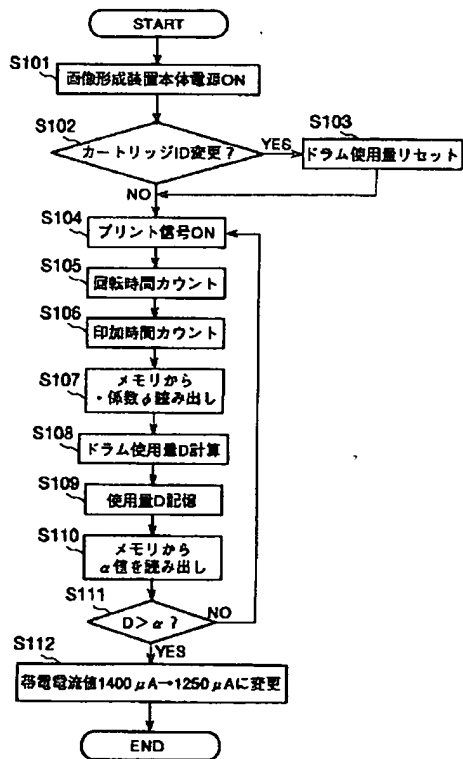 START
S101
画像形成装置本体電源ON
S102
カートリッジID変更?
YES
S103
ドラム使用量リセット
NO
S104
プリント信号ON
S105
回転時間カウント
S106
印加時間カウント
S107
メモリから
・係数φ読み出し
S108
ドラム使用量D計算
S109
使用量D記憶
S110
メモリから
α値を読み出し
S111
D>α?
NO
YES
S112
帯電電流値1400μA→1250μAに変更
END